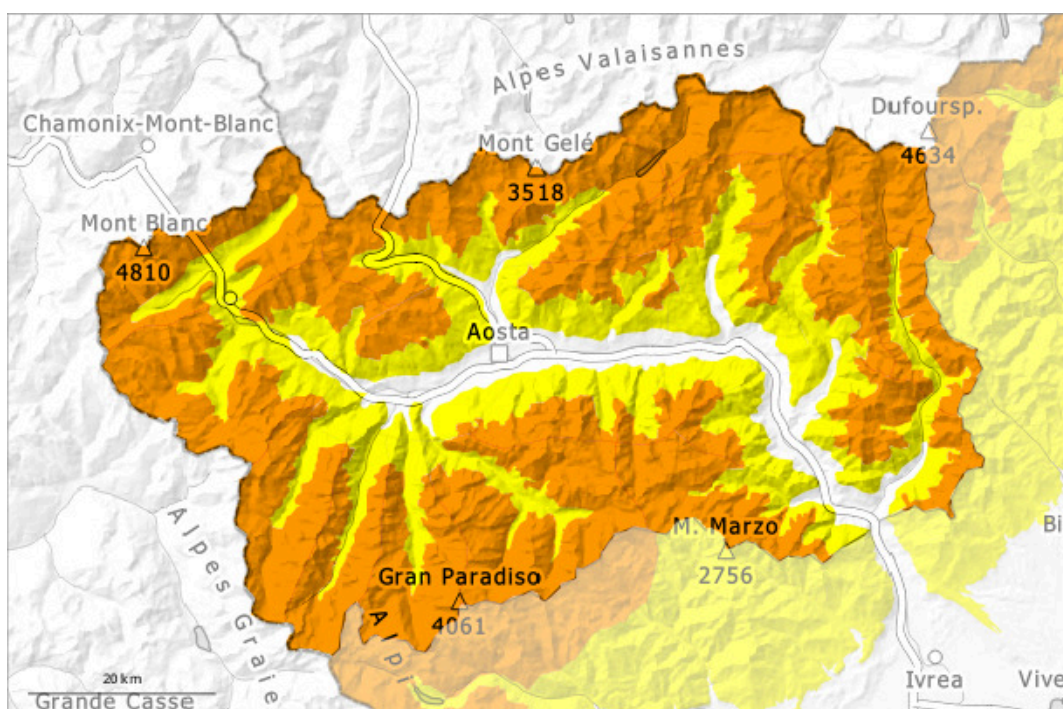 Alpes Valaisannes
Dufoursp.
4634
Chamonix-Mont-Blanc
Mont Gelé
3518
Mont Blanc
4810
Aosta
M. Marzo
2756
Gran Paradiso
4061
Alpi
Alpes Graie
Bi
20 km
Grande Casse
Ivrea
Vive